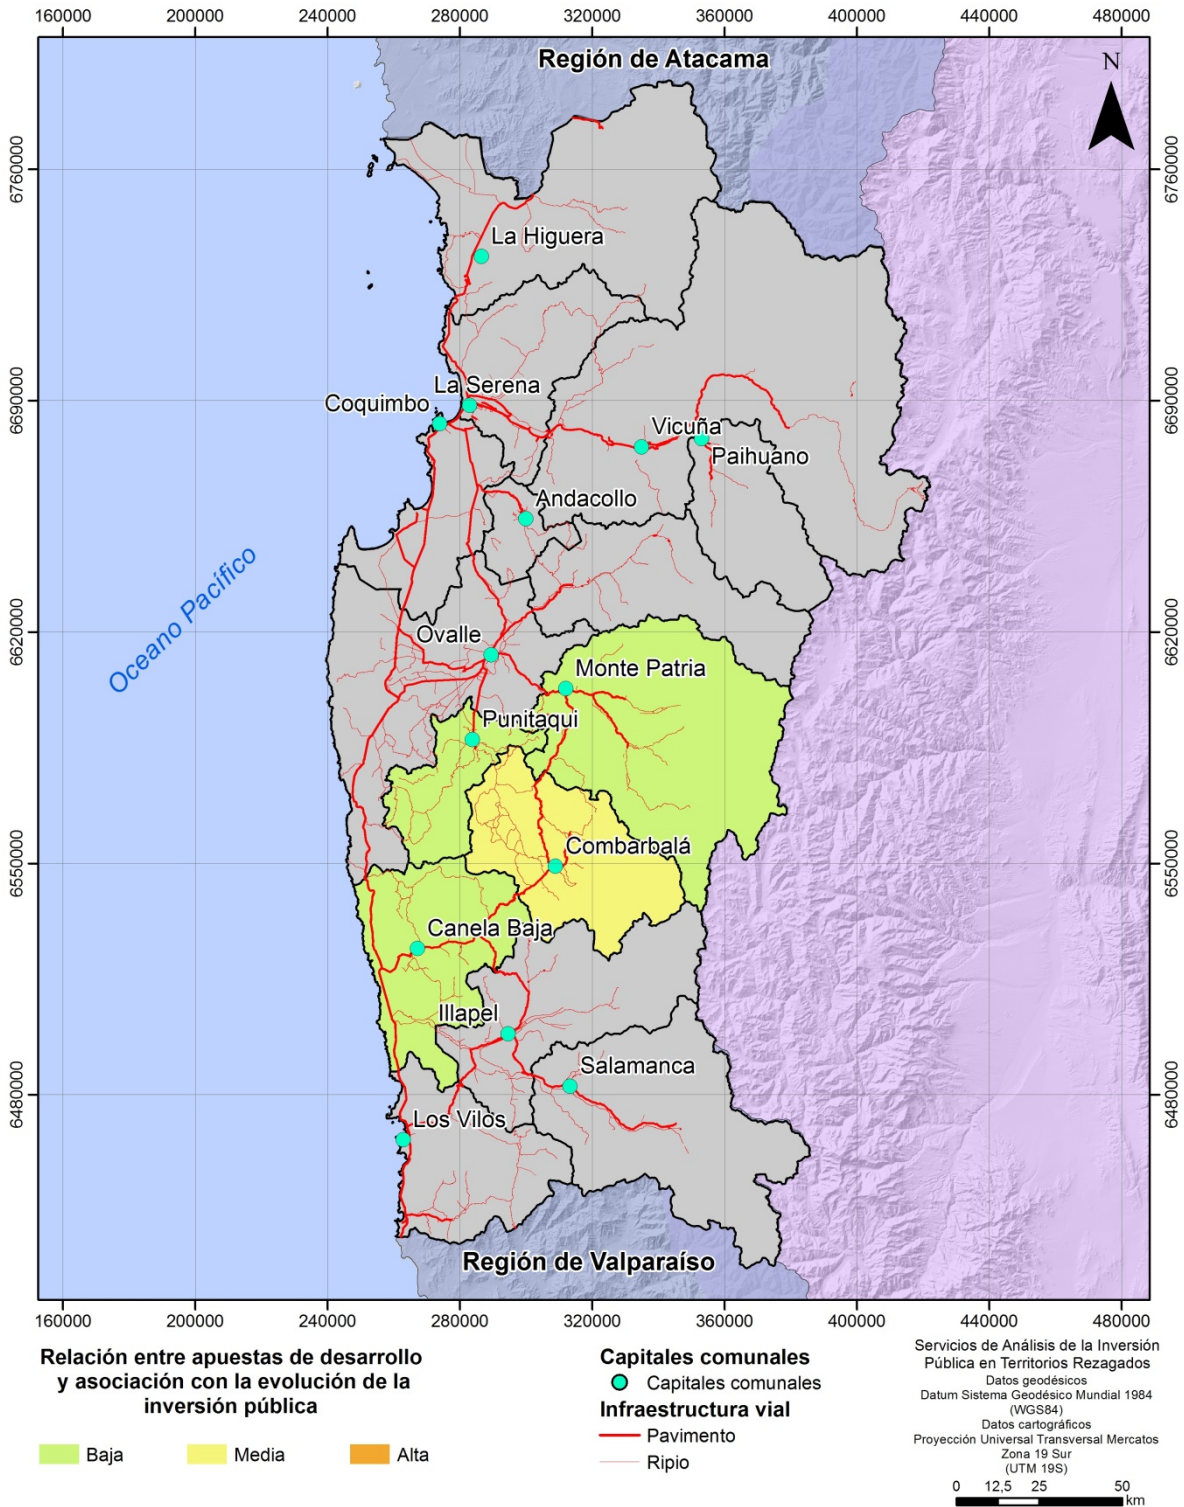 160000 200000 240000 280000 320000 360000 400000 440000 480000
Región de Atacama
N
6760000 6760000
La Higuera
La Serena
6690000 6690000
Coquimbo
Vicuña
Paihuano
Andacollo
Oceano Pacífico
6620000 6620000
Ovalle
Monte Patria
Punitaqui
Combarbalá
6550000 6550000
Canela Baja
Illapel
Salamanca
6480000 6480000
Los Vilos
Región de Valparaíso
160000 200000 240000 280000 320000 360000 400000 440000 480000
Relación entre apuestas de desarrollo
y asociación con la evolución de la
inversión pública
Baja Media Alta
Capitales comunales
Capitales comunales
Infraestructura vial
Pavimento
Ripio
Servicios de Análisis de la Inversión
Pública en Territorios Rezagados
Datos geodésicos
Datum Sistema Geodésico Mundial 1984
(WGS84)
Datos cartográficos
Proyección Universal Transversal Mercatos
Zona 19 Sur
(UTM 19S)
0 12,5 25 50
km